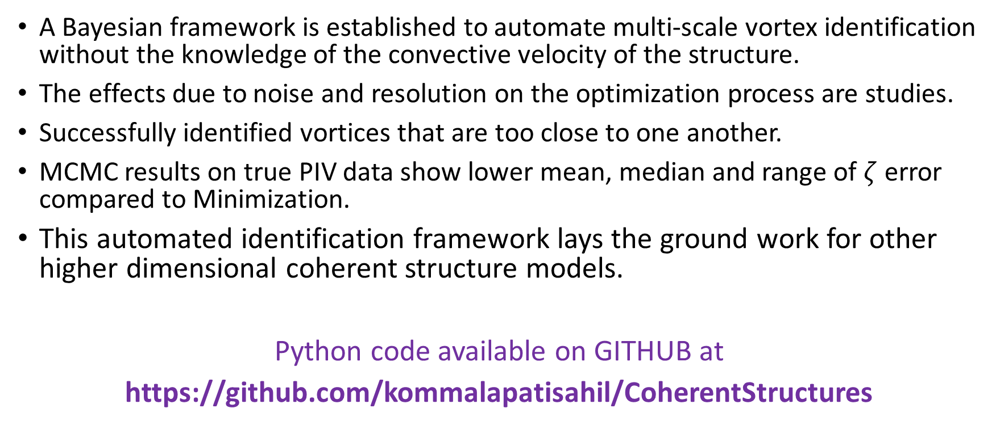 • A Bayesian framework is established to automate multi-scale vortex identification
without the knowledge of the convective velocity of the structure.
• The effects due to noise and resolution on the optimization process are studies.
• Successfully identified vortices that are too close to one another.
• MCMC results on true PIV data show lower mean, median and range of ζ error
compared to Minimization.
• This automated identification framework lays the ground work for other
higher dimensional coherent structure models.
Python code available on GITHUB at
https://github.com/kommalapatisahil/CoherentStructures